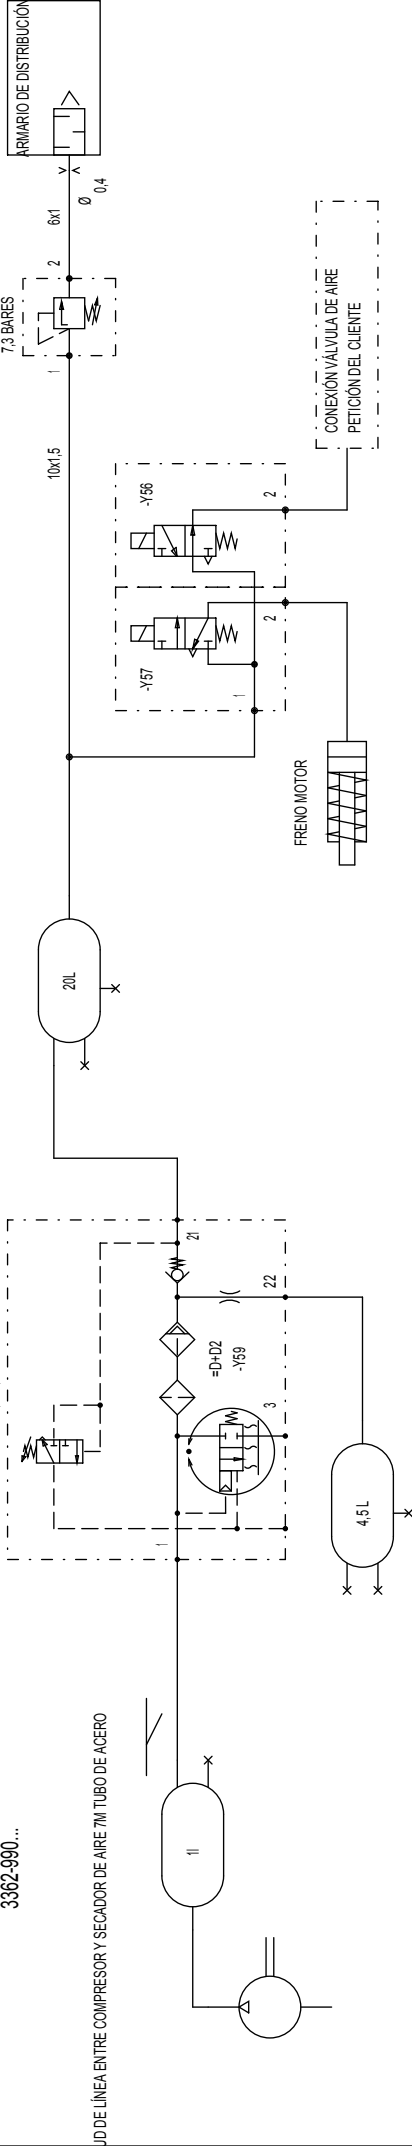 ARMARIO DE DISTRIBUCIÓN
Ø 0,4
6x1
2
7,3 BARES
1
10x1,5
CONEXIÓN VÁLVULA DE AIRE
PETICIÓN DEL CLIENTE
-Y56
2
-Y57
2
1
FRENO MOTOR
20L
21
22
=D+D2
-Y59
3
1
4,5 L
3362-990...
DE LÍNEA ENTRE COMPRESOR Y SECADOR DE AIRE 7M TUBO DE ACERO
1l